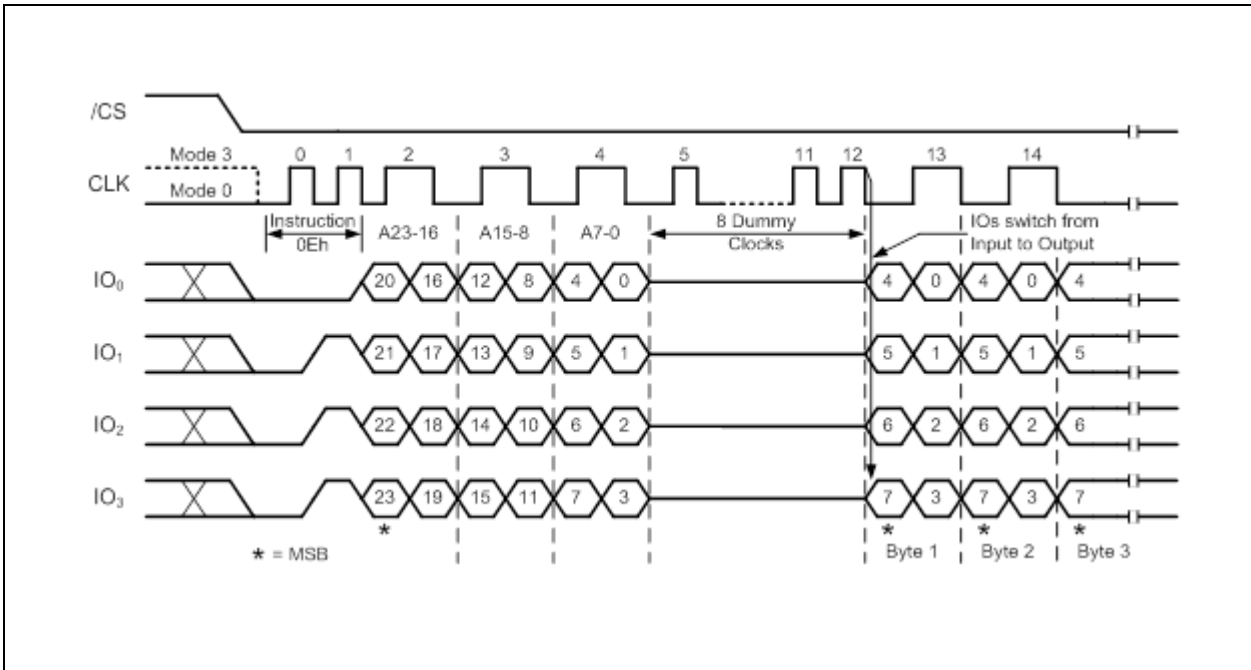 /CS
Mode 3 0 1 2 3 4 5 11 12 13 14
CLK Mode 0
Instruction 8 Dummy IOs switch from
0Eh A23-16 A15-8 A7-0 Clocks Input to Output
IO₀ 20 16 12 8 4 0 4 0 4 0 4
IO₁ 21 17 13 9 5 1 5 1 5 1 5
IO₂ 22 18 14 10 6 2 6 2 6 2 6
IO₃ 23 19 15 11 7 3 7 3 7 3 7
* * * *
* = MSB Byte 1 Byte 2 Byte 3